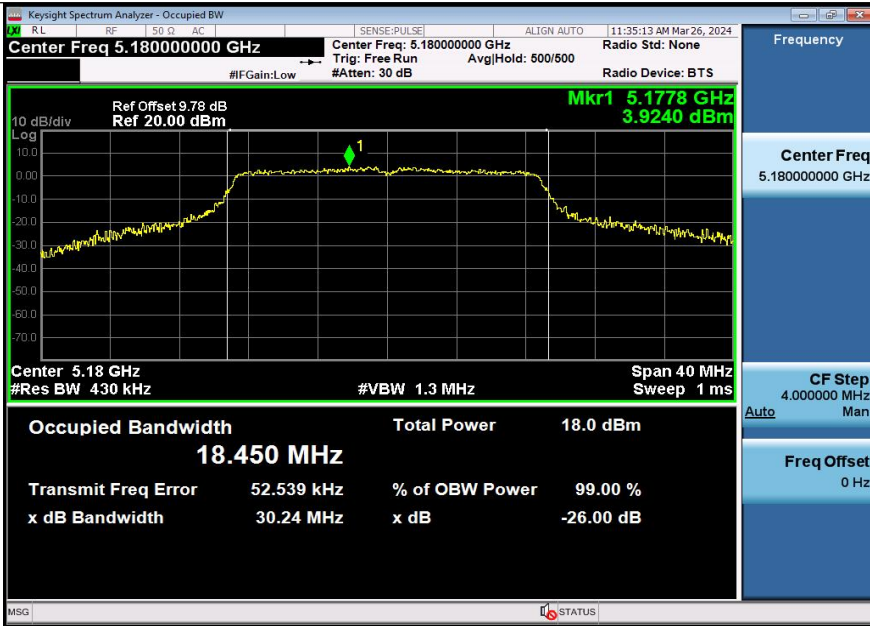 Keysight Spectrum Analyzer - Occupied BW
LXI RL RF 50 Ω AC SENSE:PULSE ALIGN AUTO 11:35:13 AM Mar 26, 2024
Center Freq 5.180000000 GHz
Center Freq: 5.180000000 GHz Radio Std: None
Trig: Free Run Avg|Hold: 500/500
#IFGain:Low #Atten: 30 dB Radio Device: BTS
Frequency
Ref Offset 9.78 dB
10 dB/div Ref 20.00 dBm
Mkr1 5.1778 GHz
3.9240 dBm
Log
1
10.0
0.00
-10.0
-20.0
-30.0
-40.0
-50.0
-60.0
-70.0
Center 5.18 GHz Span 40 MHz
#Res BW 430 kHz #VBW 1.3 MHz Sweep 1 ms
Center Freq
5.180000000 GHz
CF Step
4.000000 MHz
Auto Man
Freq Offset
0 Hz
Occupied Bandwidth Total Power 18.0 dBm
18.450 MHz
Transmit Freq Error 52.539 kHz % of OBW Power 99.00 %
x dB Bandwidth 30.24 MHz x dB -26.00 dB
MSG STATUS